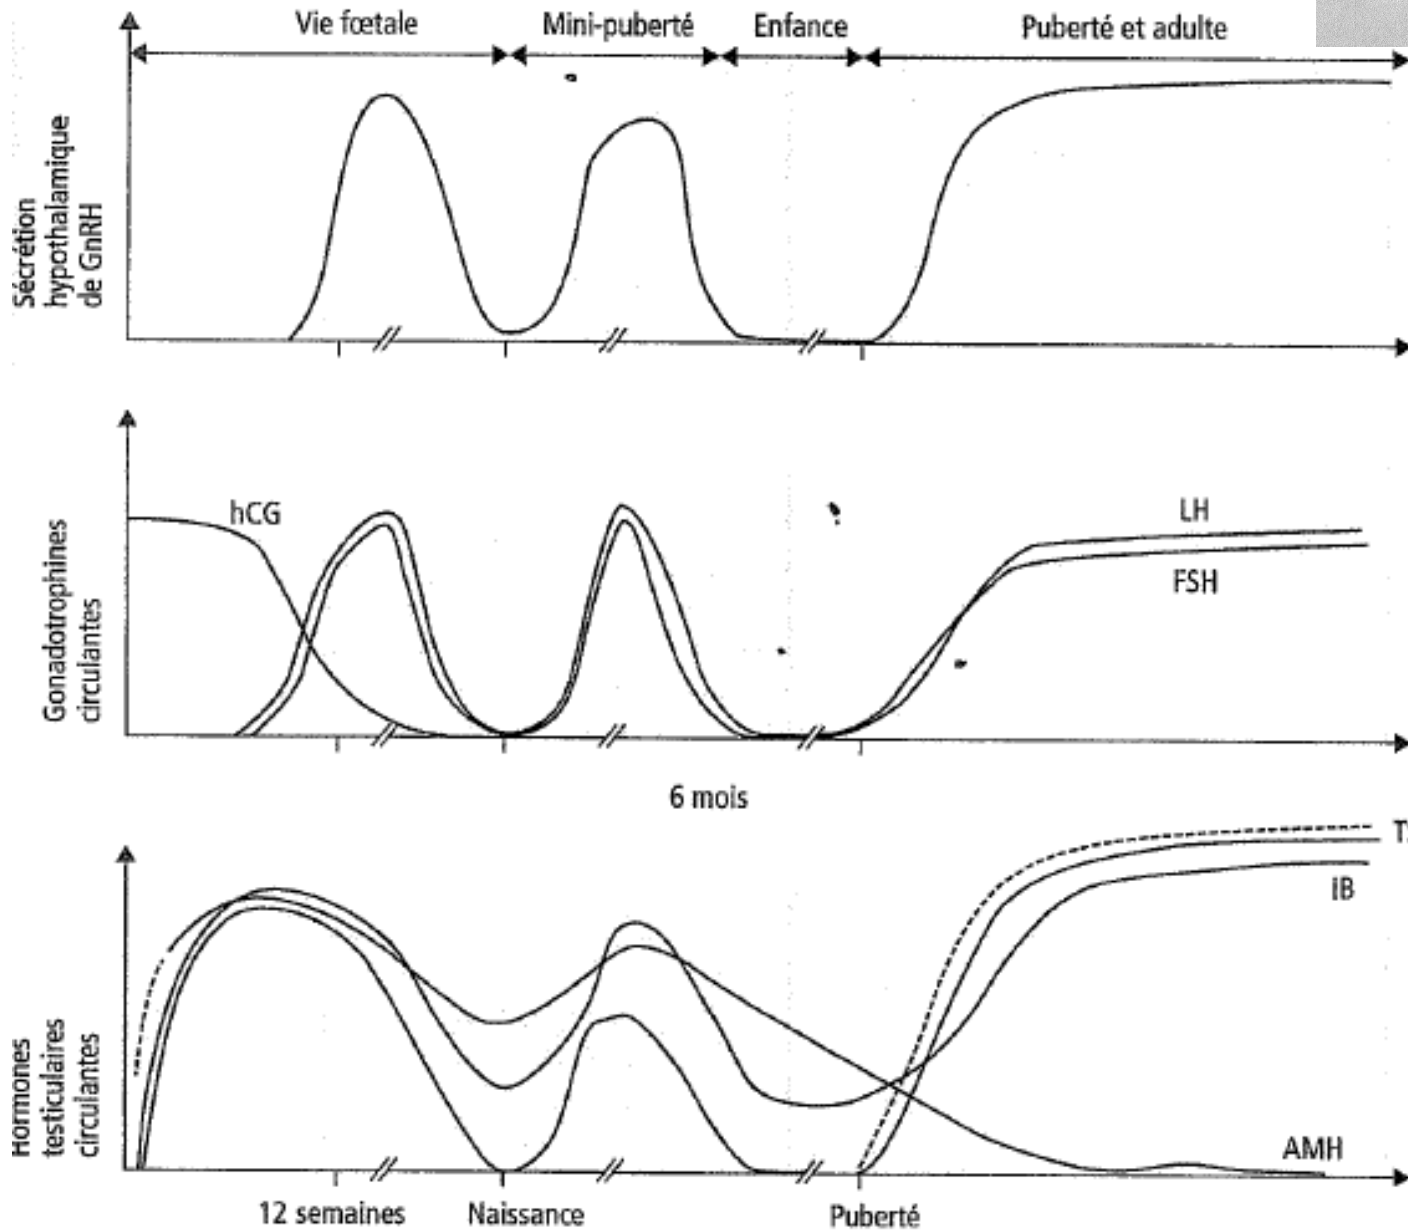 Vie fœtale
Mini-puberté
Enfance
Puberté et adulte
Sécrétion
hypothalamique
de GnRH
hCG
LH
FSH
Gonadotrophines
circulantes
6 mois
iB
AMH
Hormones
testiculaires
circulantes
12 semaines
Naissance
Puberté